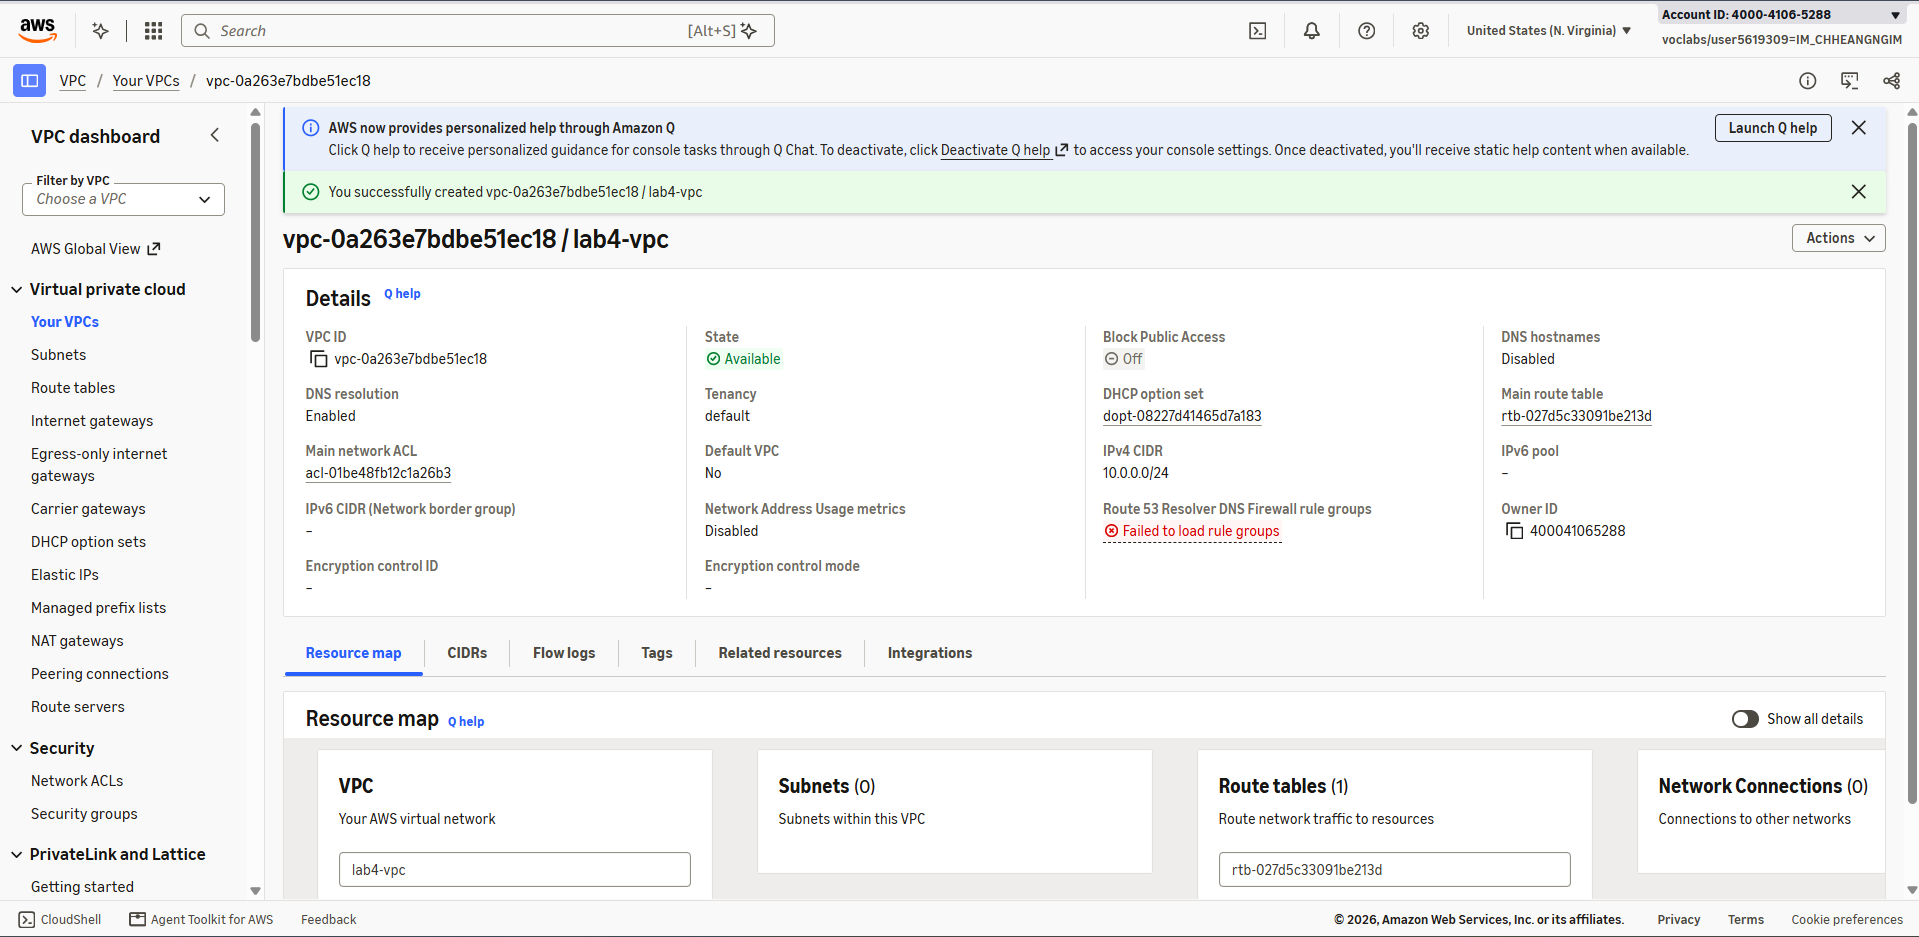 aws
Search [Alt+S]
United States (N. Virginia)
Account ID: 4000-4106-5288
voclabs/user5619309=IM_CHHEANGNGIM
VPC / Your VPCs / vpc-0a263e7bdbe51ec18
VPC dashboard
Filter by VPC
Choose a VPC
AWS Global View
Virtual private cloud
Your VPCs
Subnets
Route tables
Internet gateways
Egress-only internet
gateways
Carrier gateways
DHCP option sets
Elastic IPs
Managed prefix lists
NAT gateways
Peering connections
Route servers
Security
Network ACLs
Security groups
PrivateLink and Lattice
Getting started
AWS now provides personalized help through Amazon Q
Click Q help to receive personalized guidance for console tasks through Q Chat. To deactivate, click Deactivate Q help to access your console settings. Once deactivated, you'll receive static help content when available.
Launch Q help
You successfully created vpc-0a263e7bdbe51ec18 / lab4-vpc
vpc-0a263e7bdbe51ec18 / lab4-vpc
Actions
Details Q help
VPC ID
vpc-0a263e7bdbe51ec18
State
Available
Block Public Access
Off
DNS hostnames
Disabled
DNS resolution
Enabled
Tenancy
default
DHCP option set
dopt-08227d41465d7a183
Main route table
rtb-027d5c33091be213d
Main network ACL
acl-01be48fb12c1a26b3
Default VPC
No
IPv4 CIDR
10.0.0.0/24
IPv6 pool
–
IPv6 CIDR (Network border group)
–
Network Address Usage metrics
Disabled
Route 53 Resolver DNS Firewall rule groups
Failed to load rule groups
Owner ID
400041065288
Encryption control ID
–
Encryption control mode
–
Resource map CIDRs Flow logs Tags Related resources Integrations
Resource map Q help
Show all details
VPC
Your AWS virtual network
lab4-vpc
Subnets (0)
Subnets within this VPC
Route tables (1)
Route network traffic to resources
rtb-027d5c33091be213d
Network Connections (0)
Connections to other networks
CloudShell Agent Toolkit for AWS Feedback
© 2026, Amazon Web Services, Inc. or its affiliates. Privacy Terms Cookie preferences